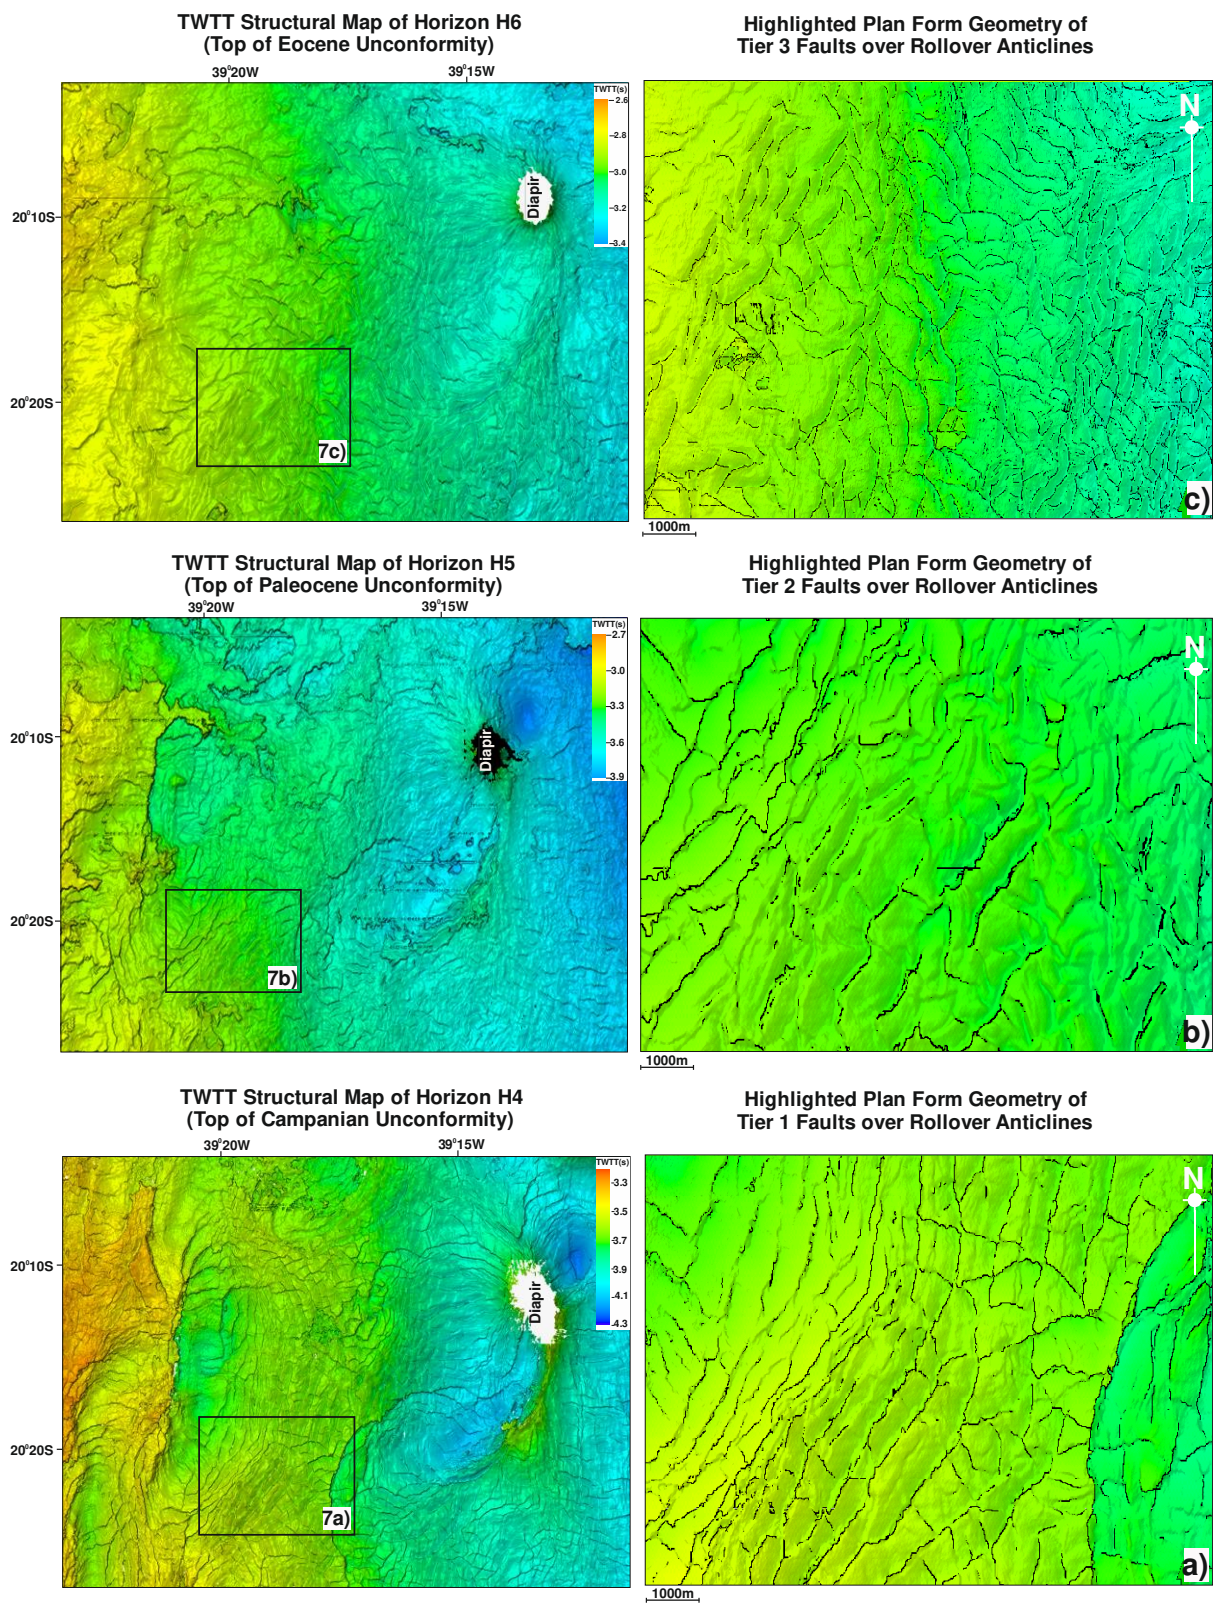 TWTT Structural Map of Horizon H6
(Top of Eocene Unconformity)
39°20W
39°15W
TWTT(s)
-2.6
-2.8
-3.0
-3.2
-3.4
20°10S
20°20S
Diapir
7c)
Highlighted Plan Form Geometry of
Tier 3 Faults over Rollover Anticlines
N
c)
1000m
TWTT Structural Map of Horizon H5
(Top of Paleocene Unconformity)
39°20W
39°15W
TWTT(s)
-2.7
-3.0
-3.3
-3.6
-3.9
20°10S
20°20S
Diapir
7b)
Highlighted Plan Form Geometry of
Tier 2 Faults over Rollover Anticlines
N
b)
1000m
TWTT Structural Map of Horizon H4
(Top of Campanian Unconformity)
39°20W
39°15W
TWTT(s)
-3.3
-3.5
-3.7
-3.9
-4.1
-4.3
20°10S
20°20S
Diapir
7a)
Highlighted Plan Form Geometry of
Tier 1 Faults over Rollover Anticlines
N
a)
1000m